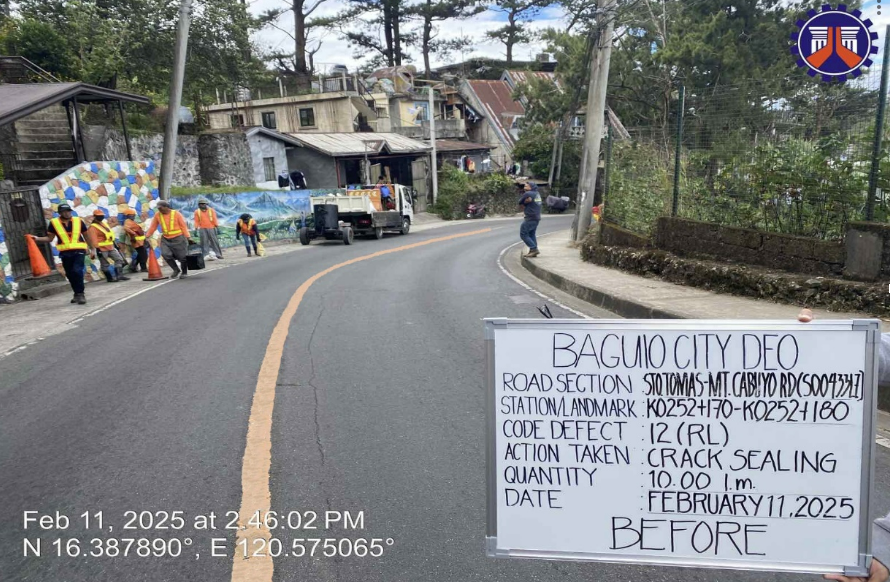 BAGUIO CITY DEO
ROAD SECTION : STO TOMAS-MT. CABUYO RD (S00433LZ)
STATION/LANDMARK : K0252+170-K0252+180
CODE DEFECT : 12 (RL)
ACTION TAKEN : CRACK SEALING
QUANTITY : 10.00 l.m.
DATE : FEBRUARY 11, 2025
BEFORE
Feb 11, 2025 at 2:46:02 PM
N 16.387890°, E 120.575065°